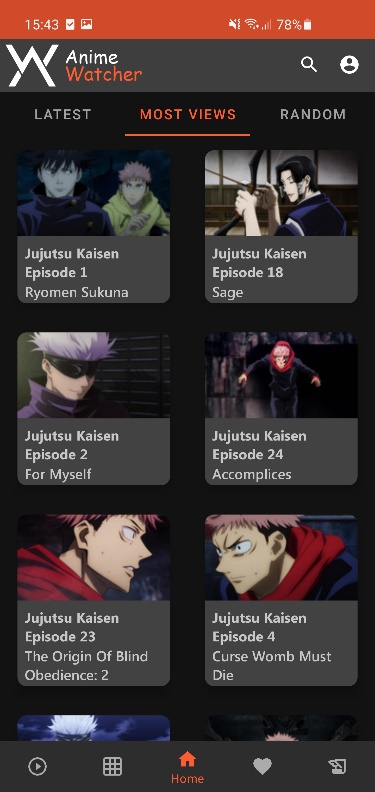 15:43
78%
Anime
Watcher
LATEST
MOST VIEWS
RANDOM
Jujutsu Kaisen
Episode 1
Ryomen Sukuna
Jujutsu Kaisen
Episode 18
Sage
Jujutsu Kaisen
Episode 2
For Myself
Jujutsu Kaisen
Episode 24
Accomplices
Jujutsu Kaisen
Episode 23
The Origin Of Blind
Obedience: 2
Jujutsu Kaisen
Episode 4
Curse Womb Must
Die
Home